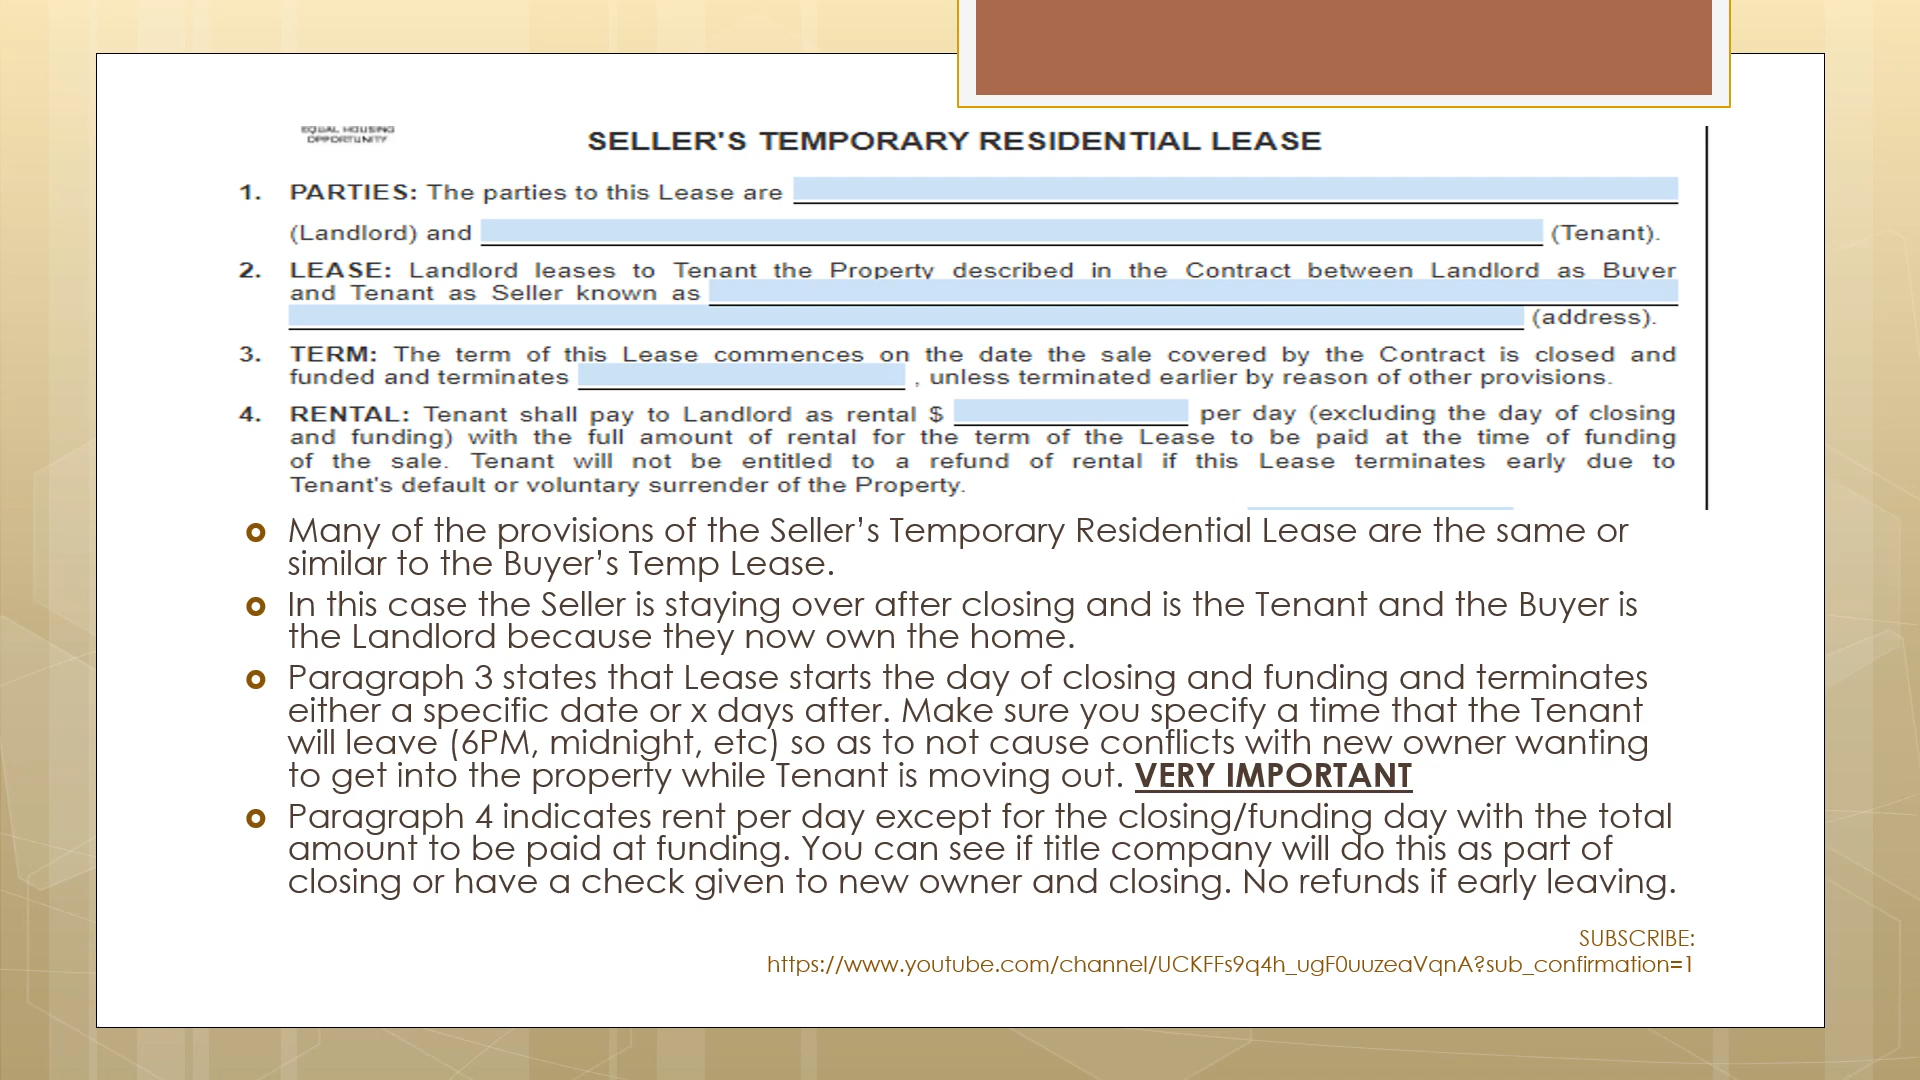 EQUAL HOUSING
OPPORTUNITY
SELLER'S TEMPORARY RESIDENTIAL LEASE
1. PARTIES: The parties to this Lease are
(Landlord) and (Tenant).
2. LEASE: Landlord leases to Tenant the Property described in the Contract between Landlord as Buyer
and Tenant as Seller known as
(address).
3. TERM: The term of this Lease commences on the date the sale covered by the Contract is closed and
funded and terminates , unless terminated earlier by reason of other provisions.
4. RENTAL: Tenant shall pay to Landlord as rental $ per day (excluding the day of closing
and funding) with the full amount of rental for the term of the Lease to be paid at the time of funding
of the sale. Tenant will not be entitled to a refund of rental if this Lease terminates early due to
Tenant's default or voluntary surrender of the Property.
Many of the provisions of the Seller’s Temporary Residential Lease are the same or
similar to the Buyer’s Temp Lease.
In this case the Seller is staying over after closing and is the Tenant and the Buyer is
the Landlord because they now own the home.
Paragraph 3 states that Lease starts the day of closing and funding and terminates
either a specific date or x days after. Make sure you specify a time that the Tenant
will leave (6PM, midnight, etc) so as to not cause conflicts with new owner wanting
to get into the property while Tenant is moving out. VERY IMPORTANT
Paragraph 4 indicates rent per day except for the closing/funding day with the total
amount to be paid at funding. You can see if title company will do this as part of
closing or have a check given to new owner and closing. No refunds if early leaving.
SUBSCRIBE:
https://www.youtube.com/channel/UCKFFs9q4h_ugF0uuzeaVqnA?sub_confirmation=1